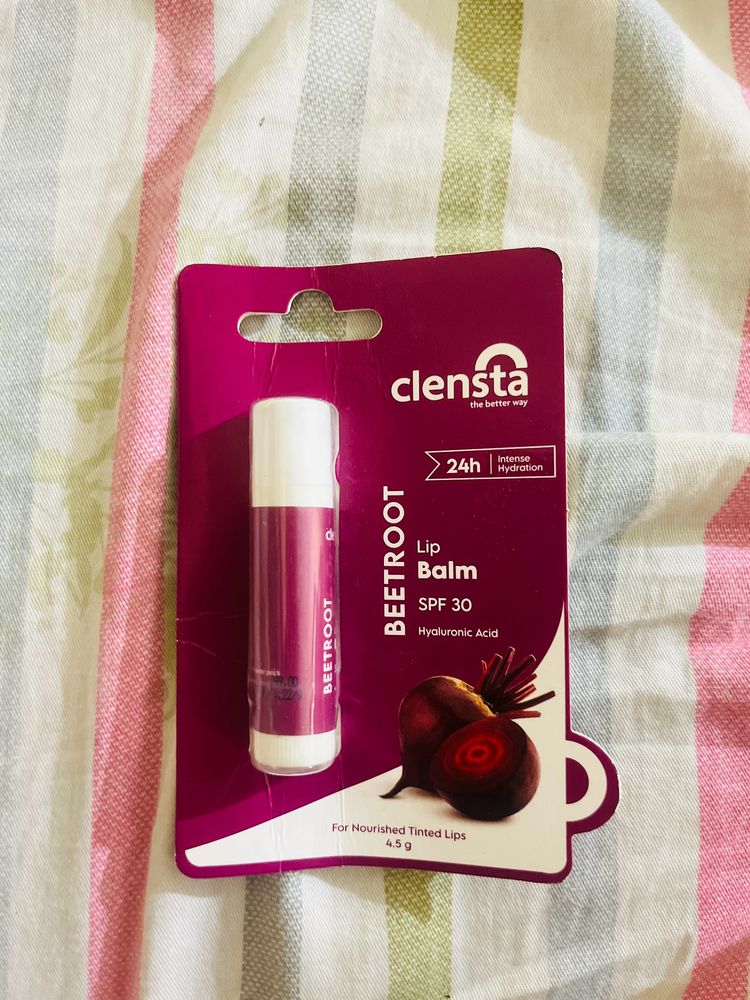 clensta
the better way
24h
Intense
Hydration
BEETROOT
Lip
Balm
SPF 30
Hyaluronic Acid
BEETROOT
For Nourished Tinted Lips
4.5 g